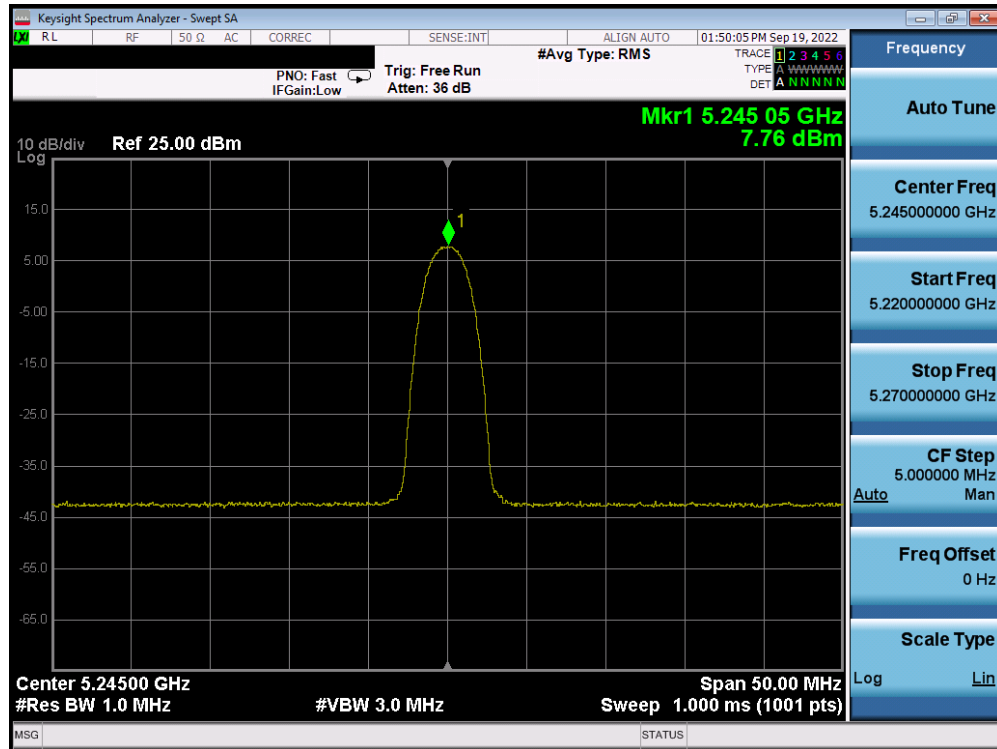 Keysight Spectrum Analyzer - Swept SA
LXI RL RF 50 Ω AC CORREC SENSE:INT ALIGN AUTO 01:50:05 PM Sep 19, 2022
PNO: Fast
IFGain:Low
Trig: Free Run
Atten: 36 dB
#Avg Type: RMS
TRACE 1 2 3 4 5 6
TYPE A WWWWW
DET A N N N N N
Mkr1 5.245 05 GHz
7.76 dBm
10 dB/div Ref 25.00 dBm
Log
15.0
1
5.00
-5.00
-15.0
-25.0
-35.0
-45.0
-55.0
-65.0
Center 5.24500 GHz Span 50.00 MHz
#Res BW 1.0 MHz #VBW 3.0 MHz Sweep 1.000 ms (1001 pts)
MSG STATUS
Frequency
Auto Tune
Center Freq
5.245000000 GHz
Start Freq
5.220000000 GHz
Stop Freq
5.270000000 GHz
CF Step
5.000000 MHz
Auto Man
Freq Offset
0 Hz
Scale Type
Log Lin